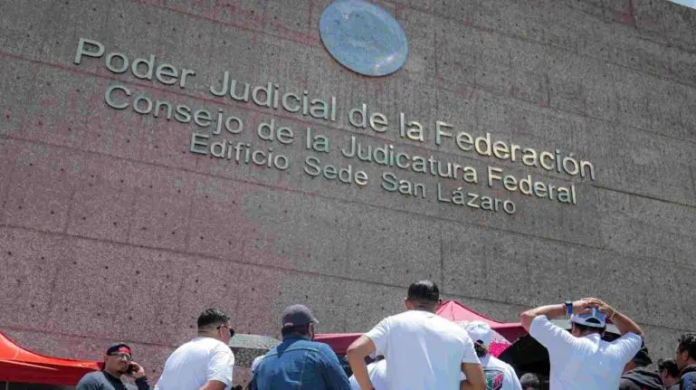 Poder Judicial de la Federación
Consejo de la Judicatura Federal
Edificio Sede San Lázaro